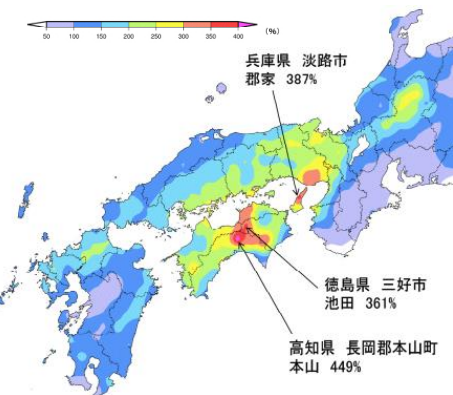 50 100 150 200 250 300 350 400 (%)
兵庫県 淡路市
郡家 387%
徳島県 三好市
池田 361%
高知県 長岡郡本山町
本山 449%